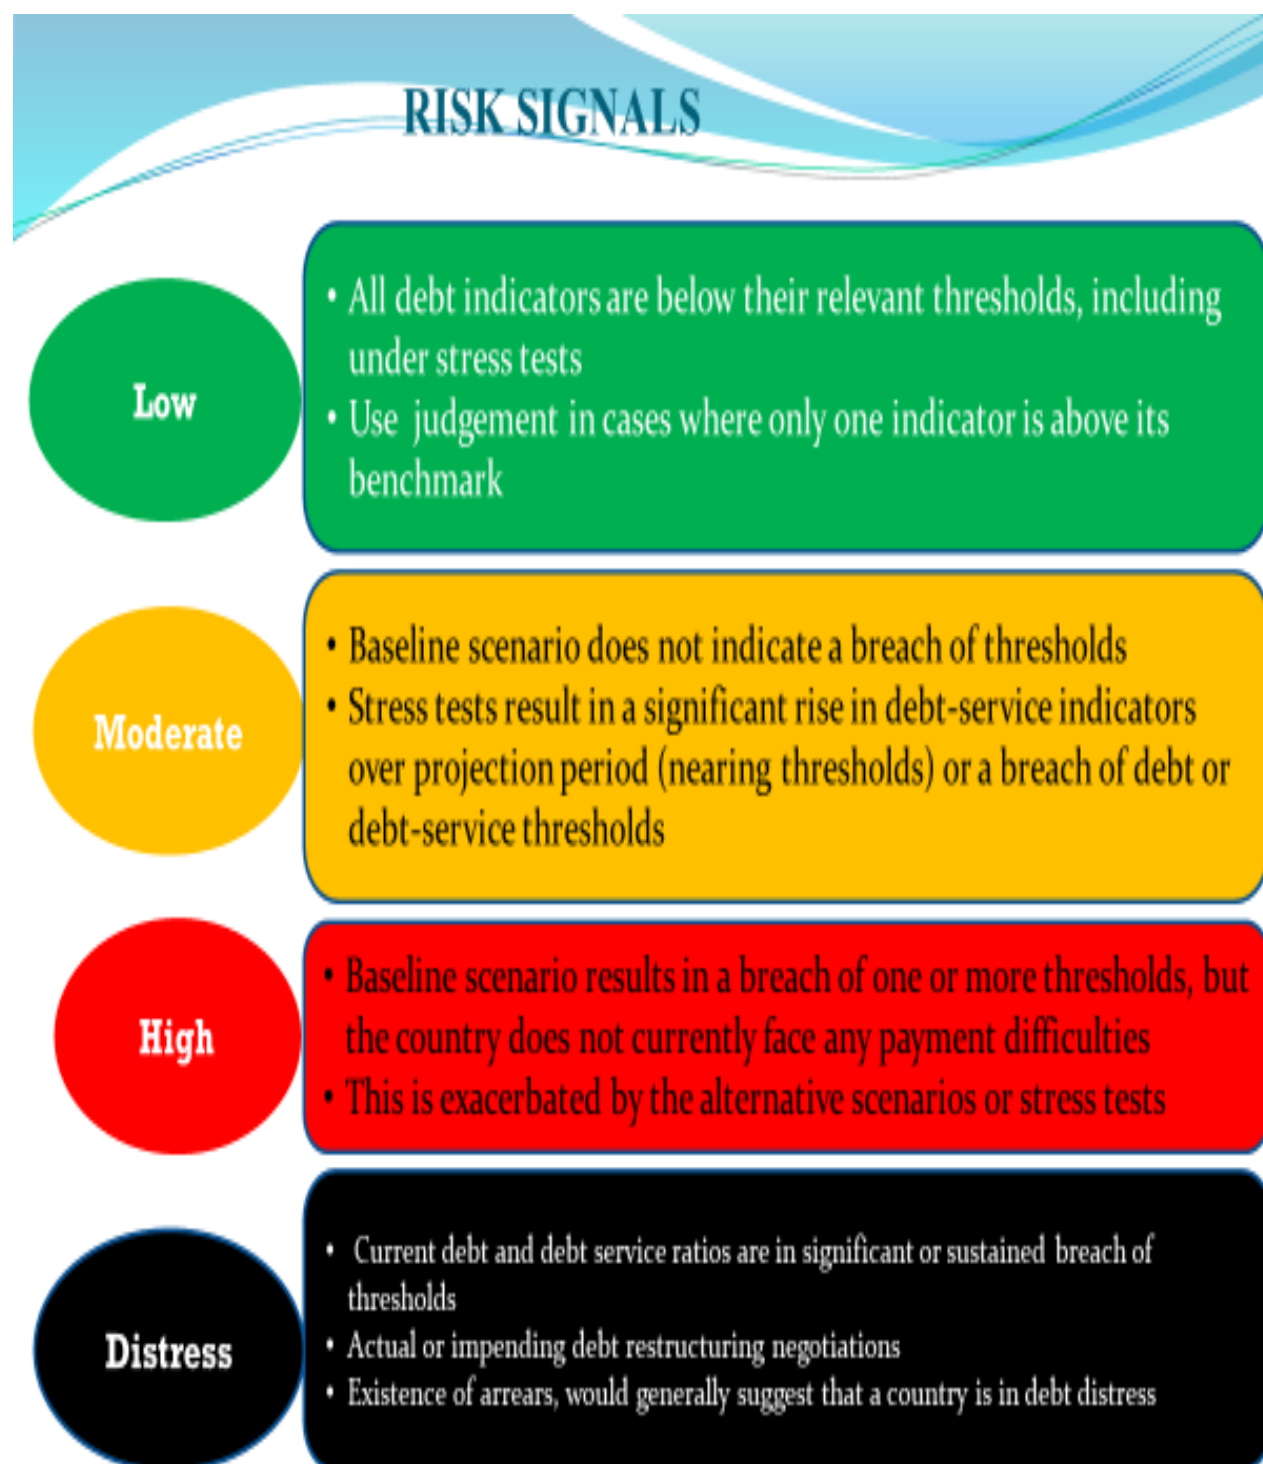 RISK SIGNALS
Low
• All debt indicators are below their relevant thresholds, including
under stress tests
• Use judgement in cases where only one indicator is above its
benchmark
Moderate
• Baseline scenario does not indicate a breach of thresholds
• Stress tests result in a significant rise in debt-service indicators
over projection period (nearing thresholds) or a breach of debt or
debt-service thresholds
High
• Baseline scenario results in a breach of one or more thresholds, but
the country does not currently face any payment difficulties
• This is exacerbated by the alternative scenarios or stress tests
Distress
• Current debt and debt service ratios are in significant or sustained breach of
thresholds
• Actual or impending debt restructuring negotiations
• Existence of arrears, would generally suggest that a country is in debt distress